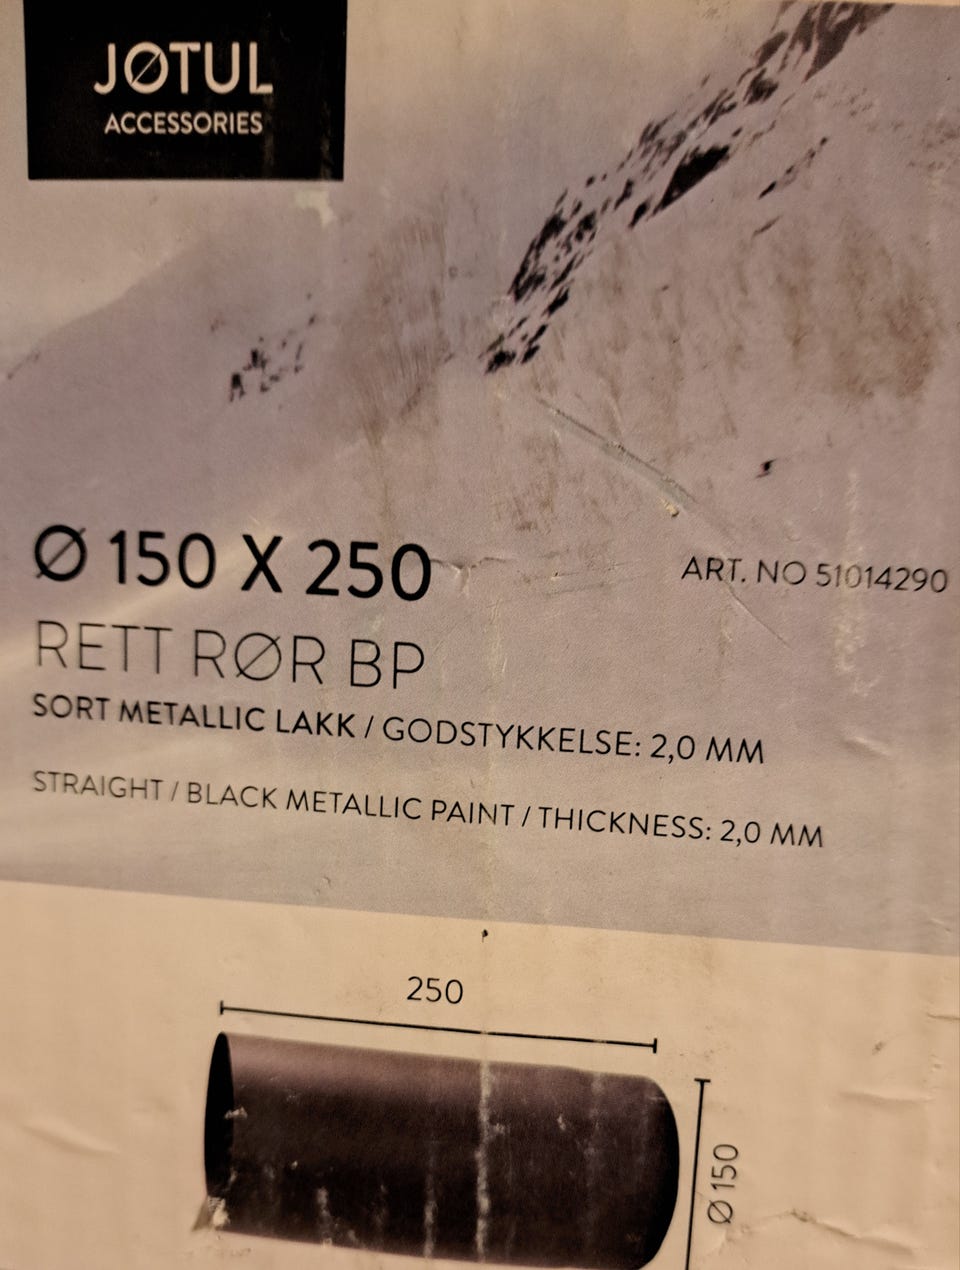 JØTUL
ACCESSORIES
Ø 150 X 250
ART. NO 51014290
RETT RØR BP
SORT METALLIC LAKK / GODSTYKKELSE: 2,0 MM
STRAIGHT / BLACK METALLIC PAINT / THICKNESS: 2,0 MM
250
Ø 150